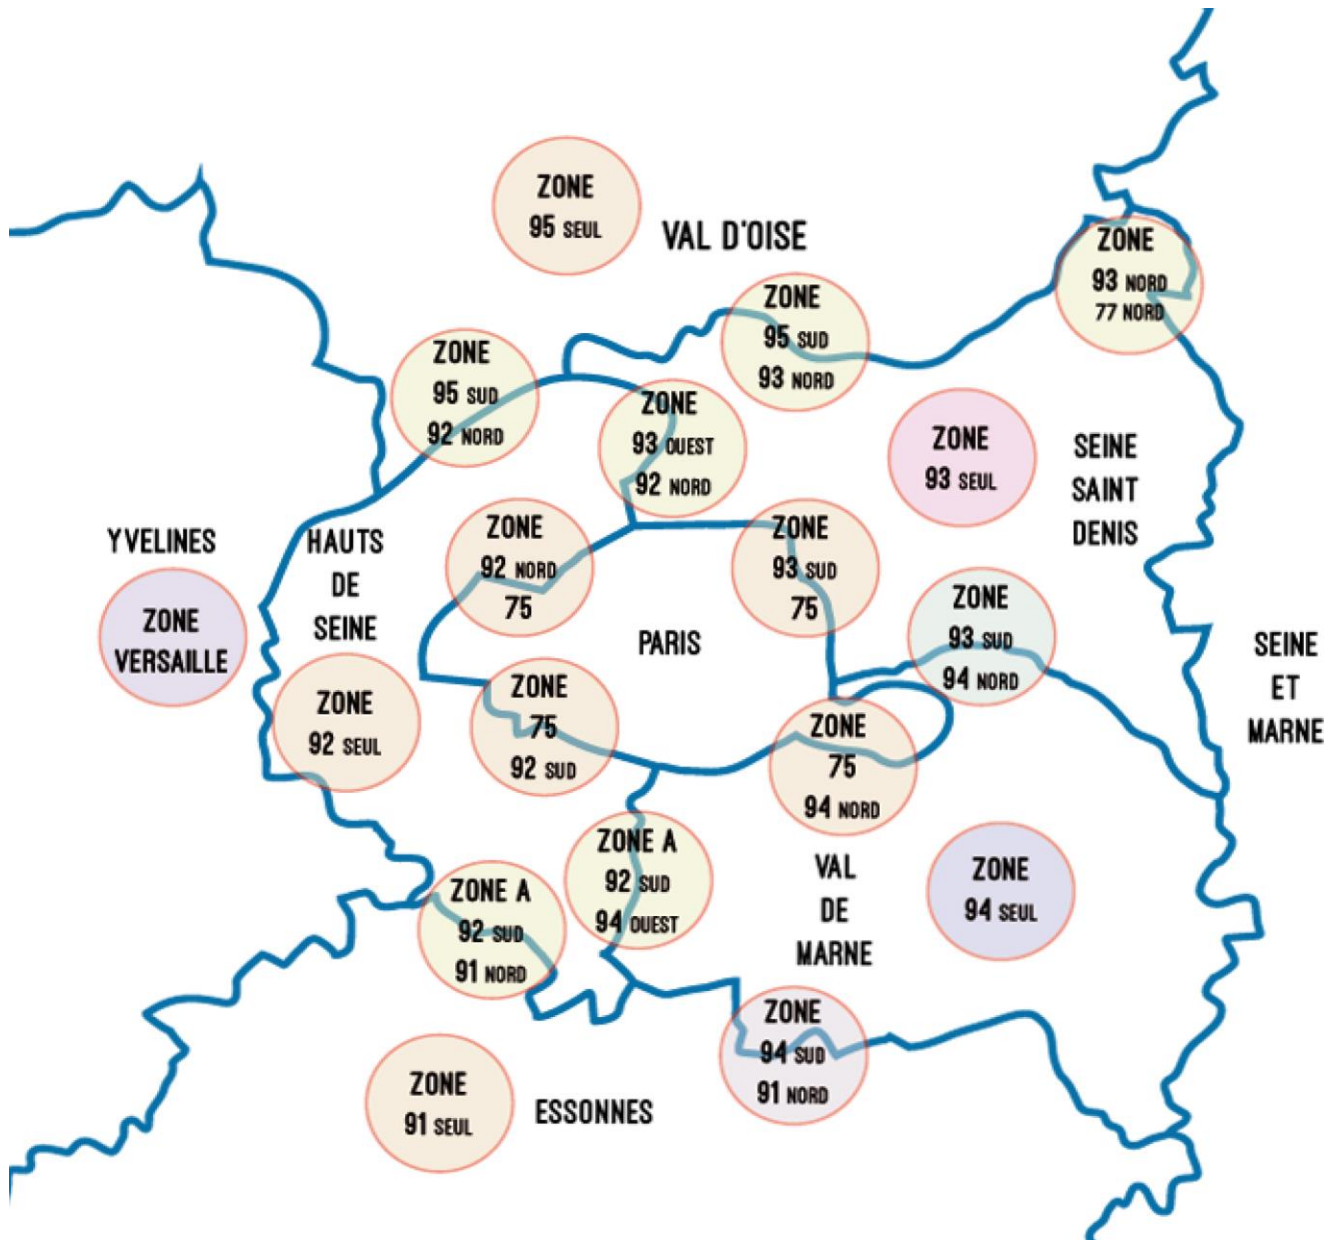 ZONE
95 SEUL
VAL D'OISE
ZONE
93 NORD
77 NORD
ZONE
95 SUD
93 NORD
ZONE
95 SUD
92 NORD
ZONE
93 OUEST
92 NORD
ZONE
93 SEUL
SEINE
SAINT
DENIS
YVELINES
ZONE
VERSAILLE
HAUTS
DE
SEINE
ZONE
92 NORD
75
ZONE
93 SUD
75
PARIS
ZONE
93 SUD
94 NORD
SEINE
ET
MARNE
ZONE
92 SEUL
ZONE
75
92 SUD
ZONE
75
94 NORD
ZONE A
92 SUD
94 OUEST
VAL
DE
MARNE
ZONE
94 SEUL
ZONE A
92 SUD
91 NORD
ZONE
94 SUD
91 NORD
ZONE
91 SEUL
ESSONNES